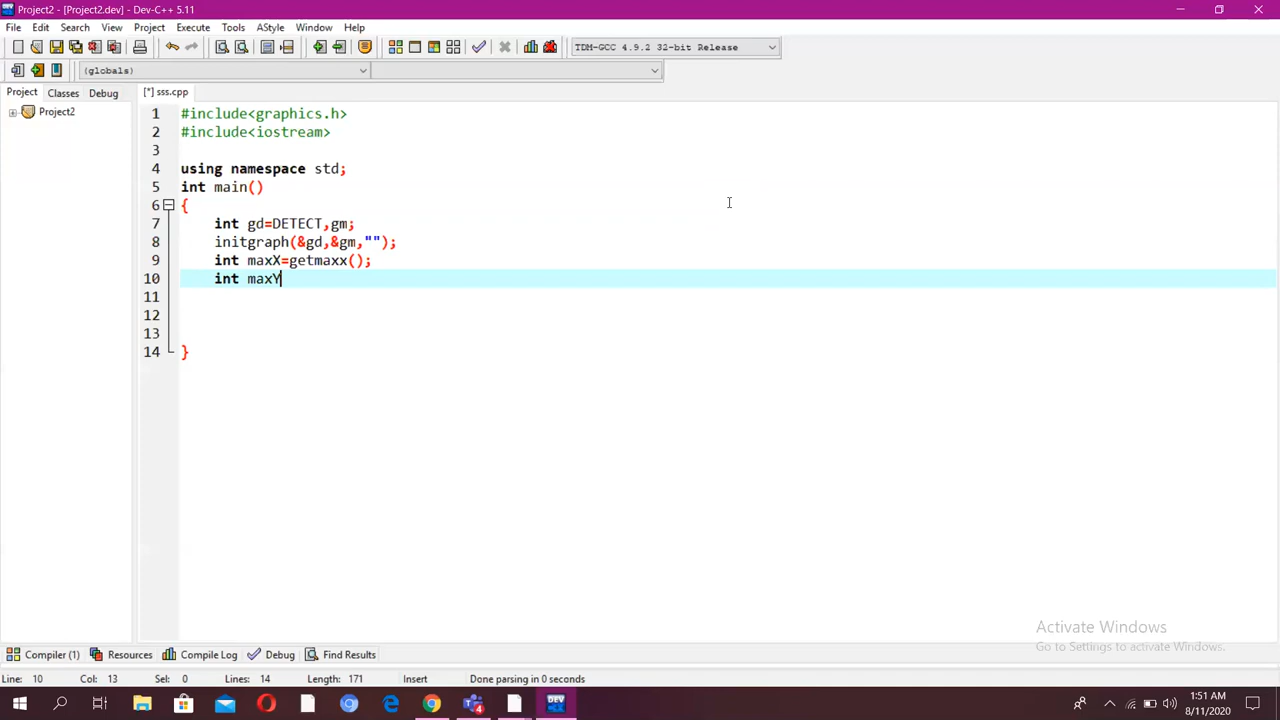 Project2 - [Project2.dev] - Dev-C++ 5.11
File Edit Search View Project Execute Tools AStyle Window Help
TDM-GCC 4.9.2 32-bit Release
(globals)
Project Classes Debug
[*] sss.cpp
Project2
1 #include<graphics.h>
2 #include<iostream>
3
4 using namespace std;
5 int main()
6 {
7 int gd=DETECT,gm;
8 initgraph(&gd,&gm,"");
9 int maxX=getmaxx();
10 int maxY
11
12
13
14 }
Activate Windows
Go to Settings to activate Windows.
Compiler (1) Resources Compile Log Debug Find Results
Line: 10 Col: 13 Sel: 0 Lines: 14 Length: 171 Insert Done parsing in 0 seconds
4
DEV
1:51 AM
8/11/2020